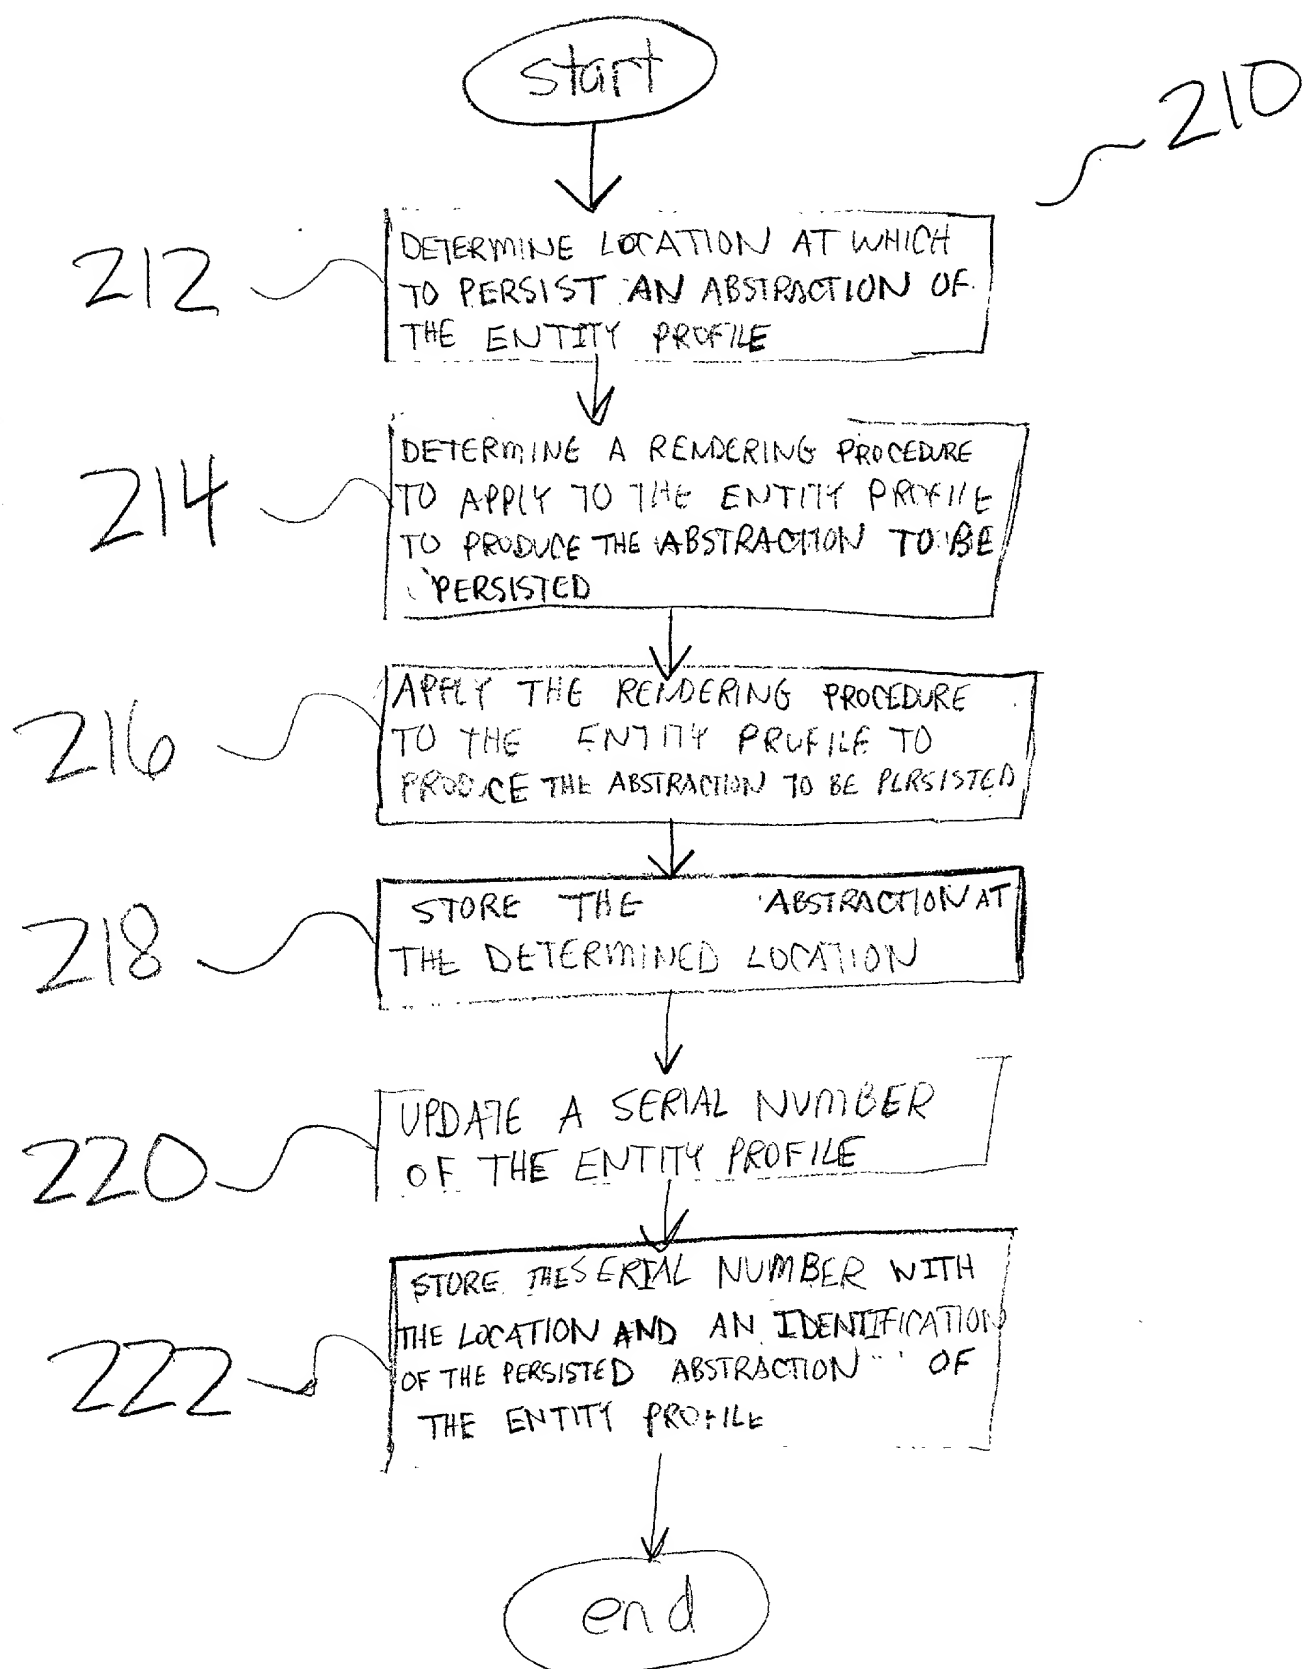 start
210
212
DETERMINE LOCATION AT WHICH
TO PERSIST AN ABSTRACTION OF
THE ENTITY PROFILE
214
DETERMINE A RENDERING PROCEDURE
TO APPLY TO THE ENTITY PROFILE
TO PRODUCE THE ABSTRACTION TO BE
PERSISTED
216
APPLY THE RENDERING PROCEDURE
TO THE ENTITY PROFILE TO
PRODUCE THE ABSTRACTION TO BE PERSISTED
218
STORE THE ABSTRACTION AT
THE DETERMINED LOCATION
220
UPDATE A SERIAL NUMBER
OF THE ENTITY PROFILE
222
STORE THE SERIAL NUMBER WITH
THE LOCATION AND AN IDENTIFICATION
OF THE PERSISTED ABSTRACTION OF
THE ENTITY PROFILE
end